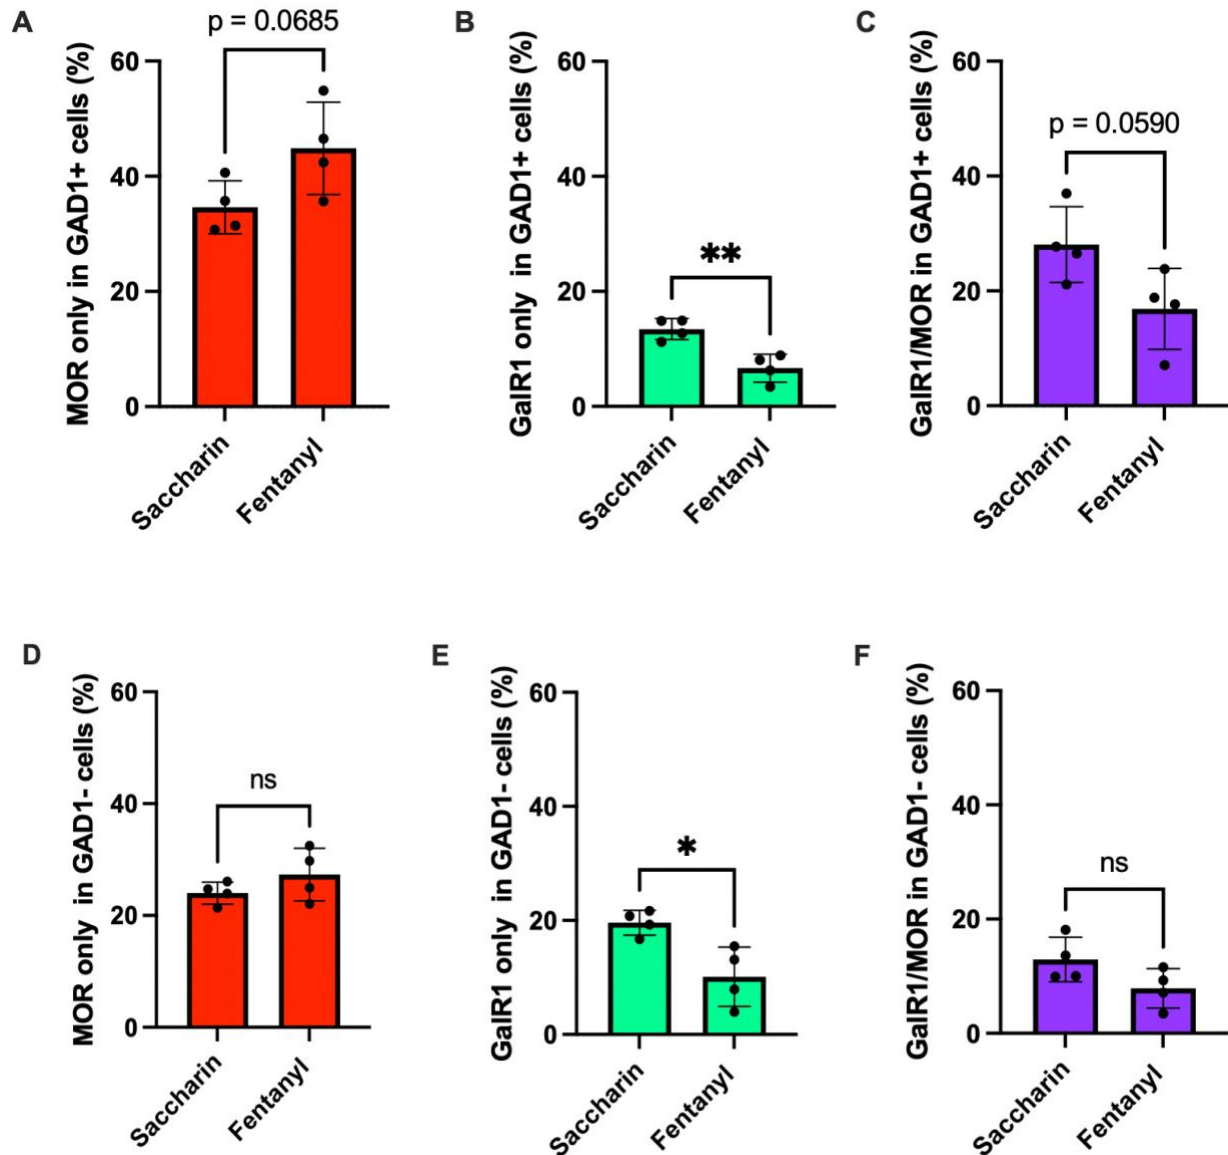 A
MOR only in GAD1+ cells (%)
p = 0.0685
60
40
20
0
Saccharin
Fentanyl
B
GalR1 only in GAD1+ cells (%)
60
40
20
0
**
Saccharin
Fentanyl
C
GalR1/MOR in GAD1+ cells (%)
p = 0.0590
60
40
20
0
Saccharin
Fentanyl
D
MOR only in GAD1- cells (%)
ns
60
40
20
0
Saccharin
Fentanyl
E
GalR1 only in GAD1- cells (%)
60
40
20
0
*
Saccharin
Fentanyl
F
GalR1/MOR in GAD1- cells (%)
ns
60
40
20
0
Saccharin
Fentanyl